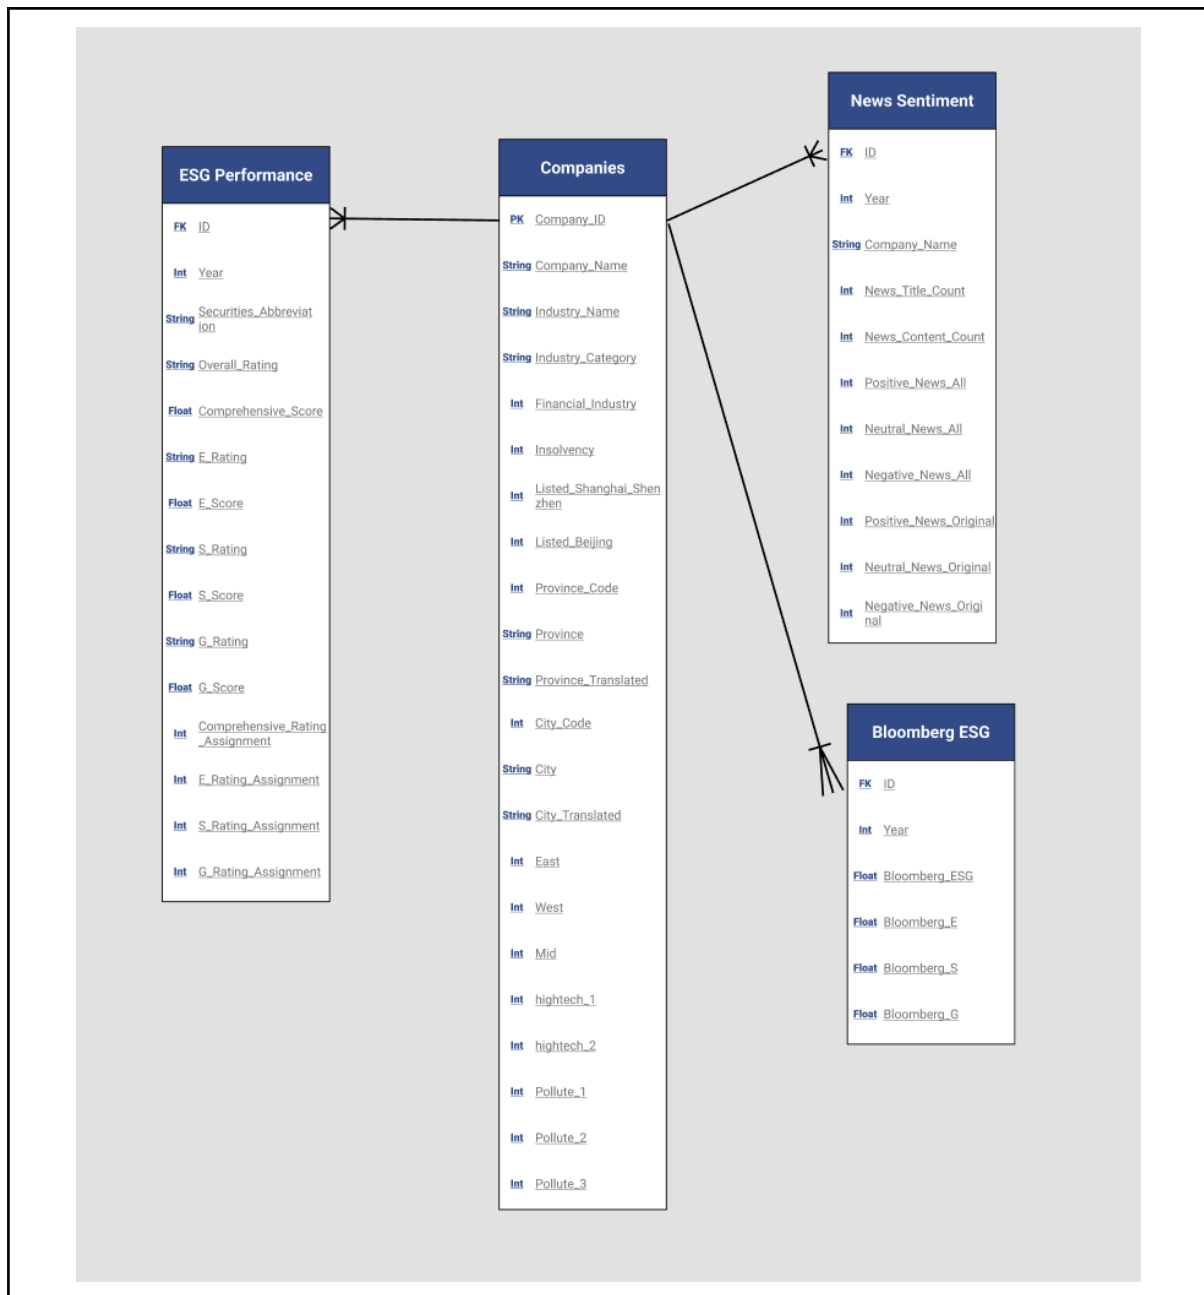 ESG Performance
FK ID
Int Year
String Securities_Abbreviat
ion
String Overall_Rating
Float Comprehensive_Score
String E_Rating
Float E_Score
String S_Rating
Float S_Score
String G_Rating
Float G_Score
Int Comprehensive_Rating
_Assignment
Int E_Rating_Assignment
Int S_Rating_Assignment
Int G_Rating_Assignment
Companies
PK Company_ID
String Company_Name
String Industry_Name
String Industry_Category
Int Financial_Industry
Int Insolvency
Int Listed_Shanghai_Shen
zhen
Int Listed_Beijing
Int Province_Code
String Province
String Province_Translated
Int City_Code
String City
String City_Translated
Int East
Int West
Int Mid
Int hightech_1
Int hightech_2
Int Pollute_1
Int Pollute_2
Int Pollute_3
News Sentiment
FK ID
Int Year
String Company_Name
Int News_Title_Count
Int News_Content_Count
Int Positive_News_All
Int Neutral_News_All
Int Negative_News_All
Int Positive_News_Original
Int Neutral_News_Original
Int Negative_News_Origi
nal
Bloomberg ESG
FK ID
Int Year
Float Bloomberg_ESG
Float Bloomberg_E
Float Bloomberg_S
Float Bloomberg_G